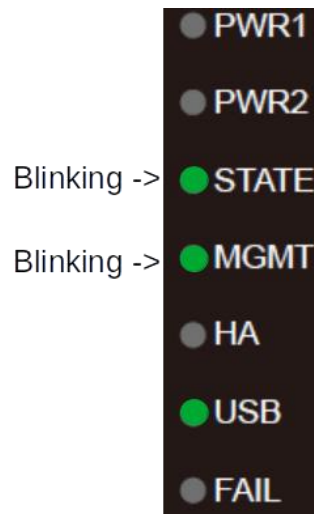 PWR1
PWR2
Blinking -> STATE
Blinking -> MGMT
HA
USB
FAIL